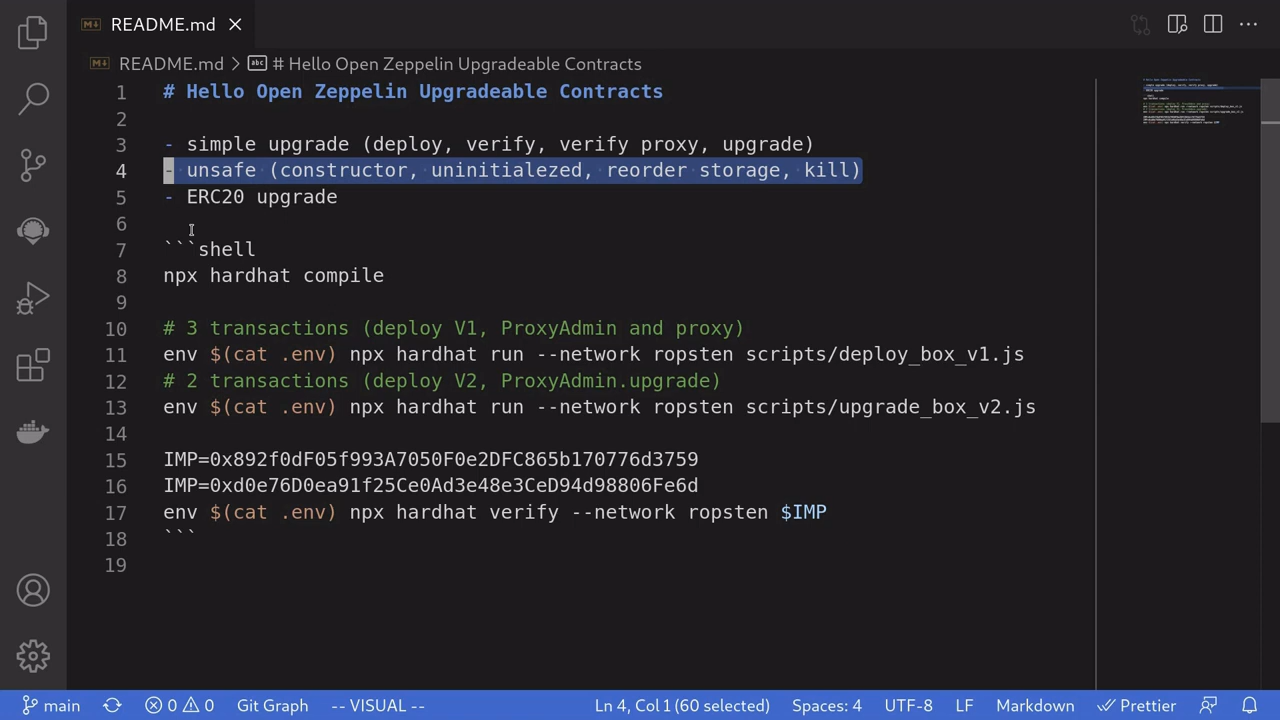 README.md
README.md > # Hello Open Zeppelin Upgradeable Contracts
1 # Hello Open Zeppelin Upgradeable Contracts
2
3 - simple upgrade (deploy, verify, verify proxy, upgrade)
4 - unsafe (constructor, uninitialezed, reorder storage, kill)
5 - ERC20 upgrade
6
7 ```shell
8 npx hardhat compile
9
10 # 3 transactions (deploy V1, ProxyAdmin and proxy)
11 env $(cat .env) npx hardhat run --network ropsten scripts/deploy_box_v1.js
12 # 2 transactions (deploy V2, ProxyAdmin.upgrade)
13 env $(cat .env) npx hardhat run --network ropsten scripts/upgrade_box_v2.js
14
15 IMP=0x892f0dF05f993A7050F0e2DFC865b170776d3759
16 IMP=0xd0e76D0ea91f25Ce0Ad3e48e3CeD94d98806Fe6d
17 env $(cat .env) npx hardhat verify --network ropsten $IMP
18 ```
19
main 0 0 Git Graph -- VISUAL -- Ln 4, Col 1 (60 selected) Spaces: 4 UTF-8 LF Markdown Prettier